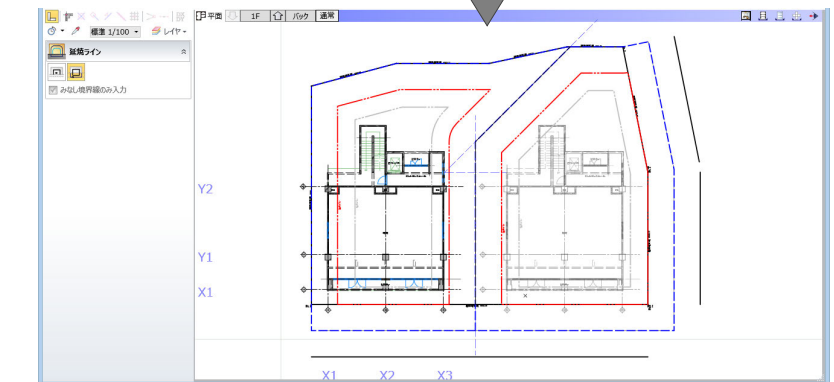 平面 1F バック 通常
標準 1/100 レイヤ
延焼ライン
みなし境界線のみ入力
Y2
Y1
X1
X1 X2 X3